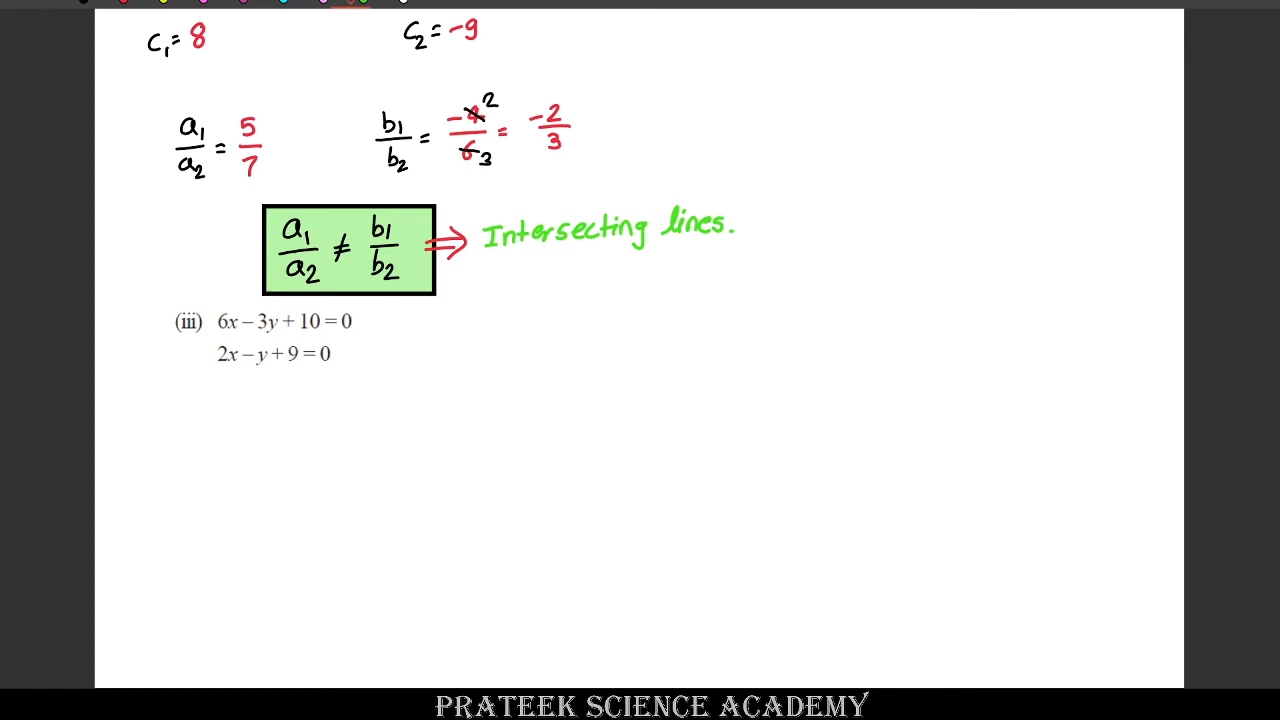 c₁ = 8 c₂ = -9
a₁/a₂ = 5/7 b₁/b₂ = -4/6 2/3 = -2/3
a₁/a₂ ≠ b₁/b₂ ⇒ Intersecting lines.
(iii) 6x – 3y + 10 = 0
2x – y + 9 = 0
PRATEEK SCIENCE ACADEMY